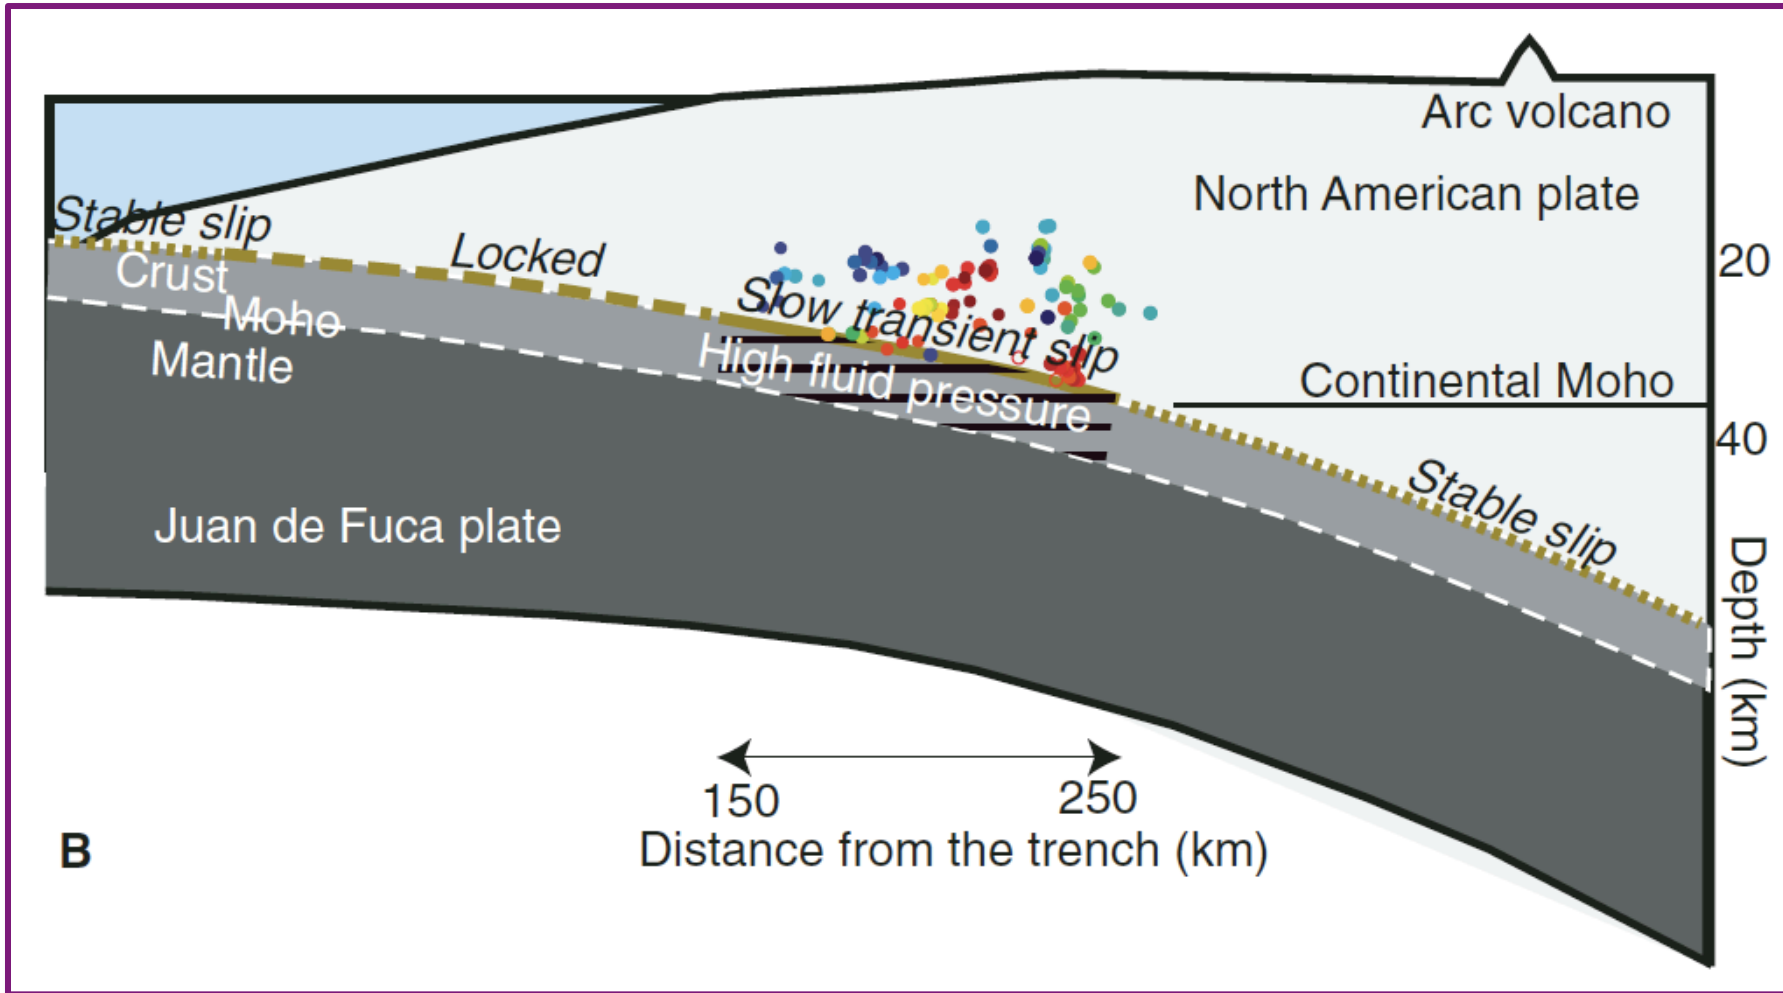 Arc volcano
North American plate
Stable slip
Locked
20
Crust
Moho
Mantle
Slow transient slip
High fluid pressure
Continental Moho
40
Stable slip
Juan de Fuca plate
Depth (km)
150
250
Distance from the trench (km)
B